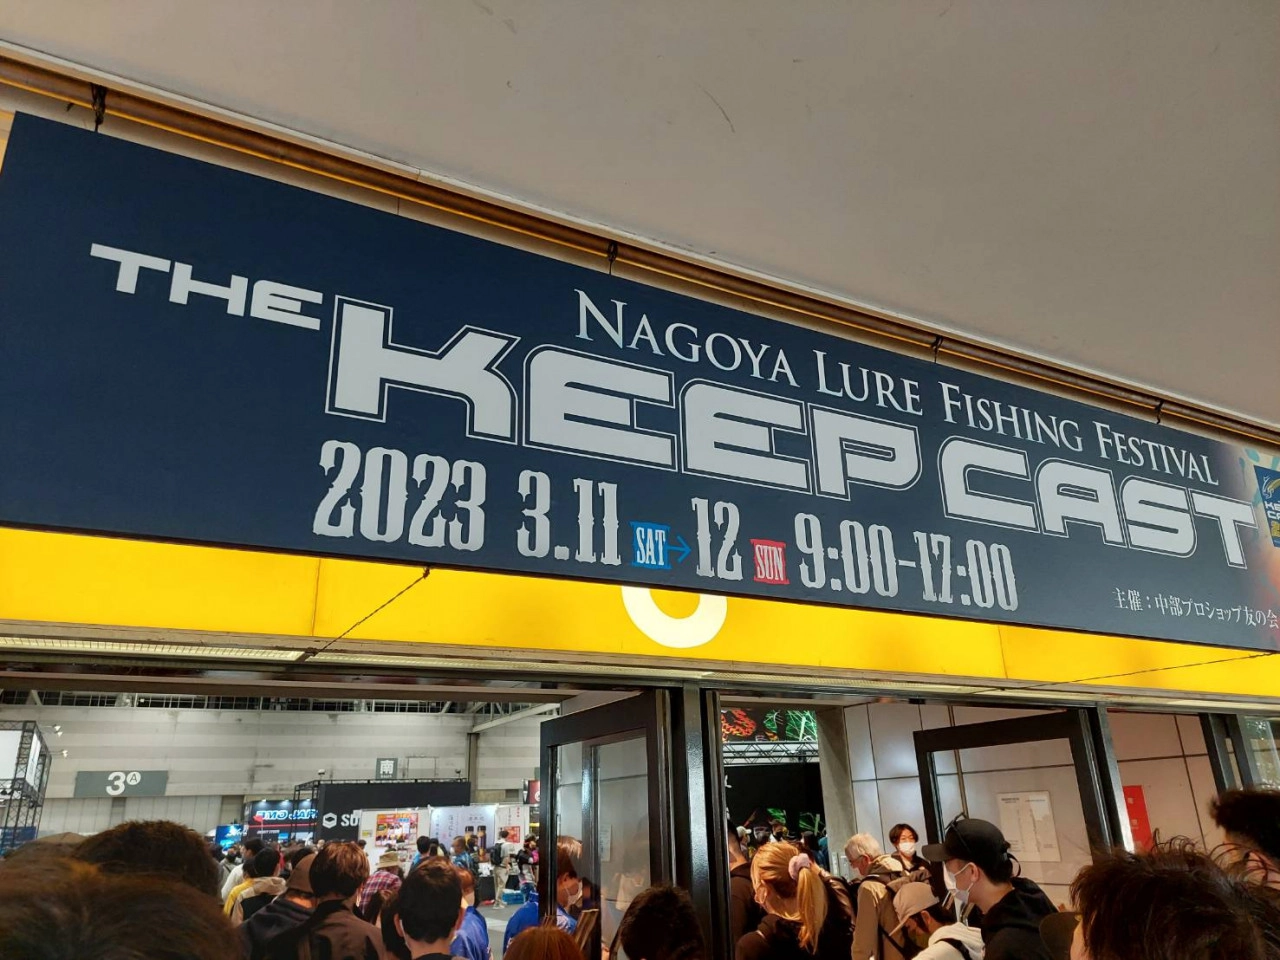 NAGOYA LURE FISHING FESTIVAL
THE KEEP CAST
2023 3.11 SAT → 12 SUN 9:00-17:00
主催：中部プロショップ友の会
3A
南